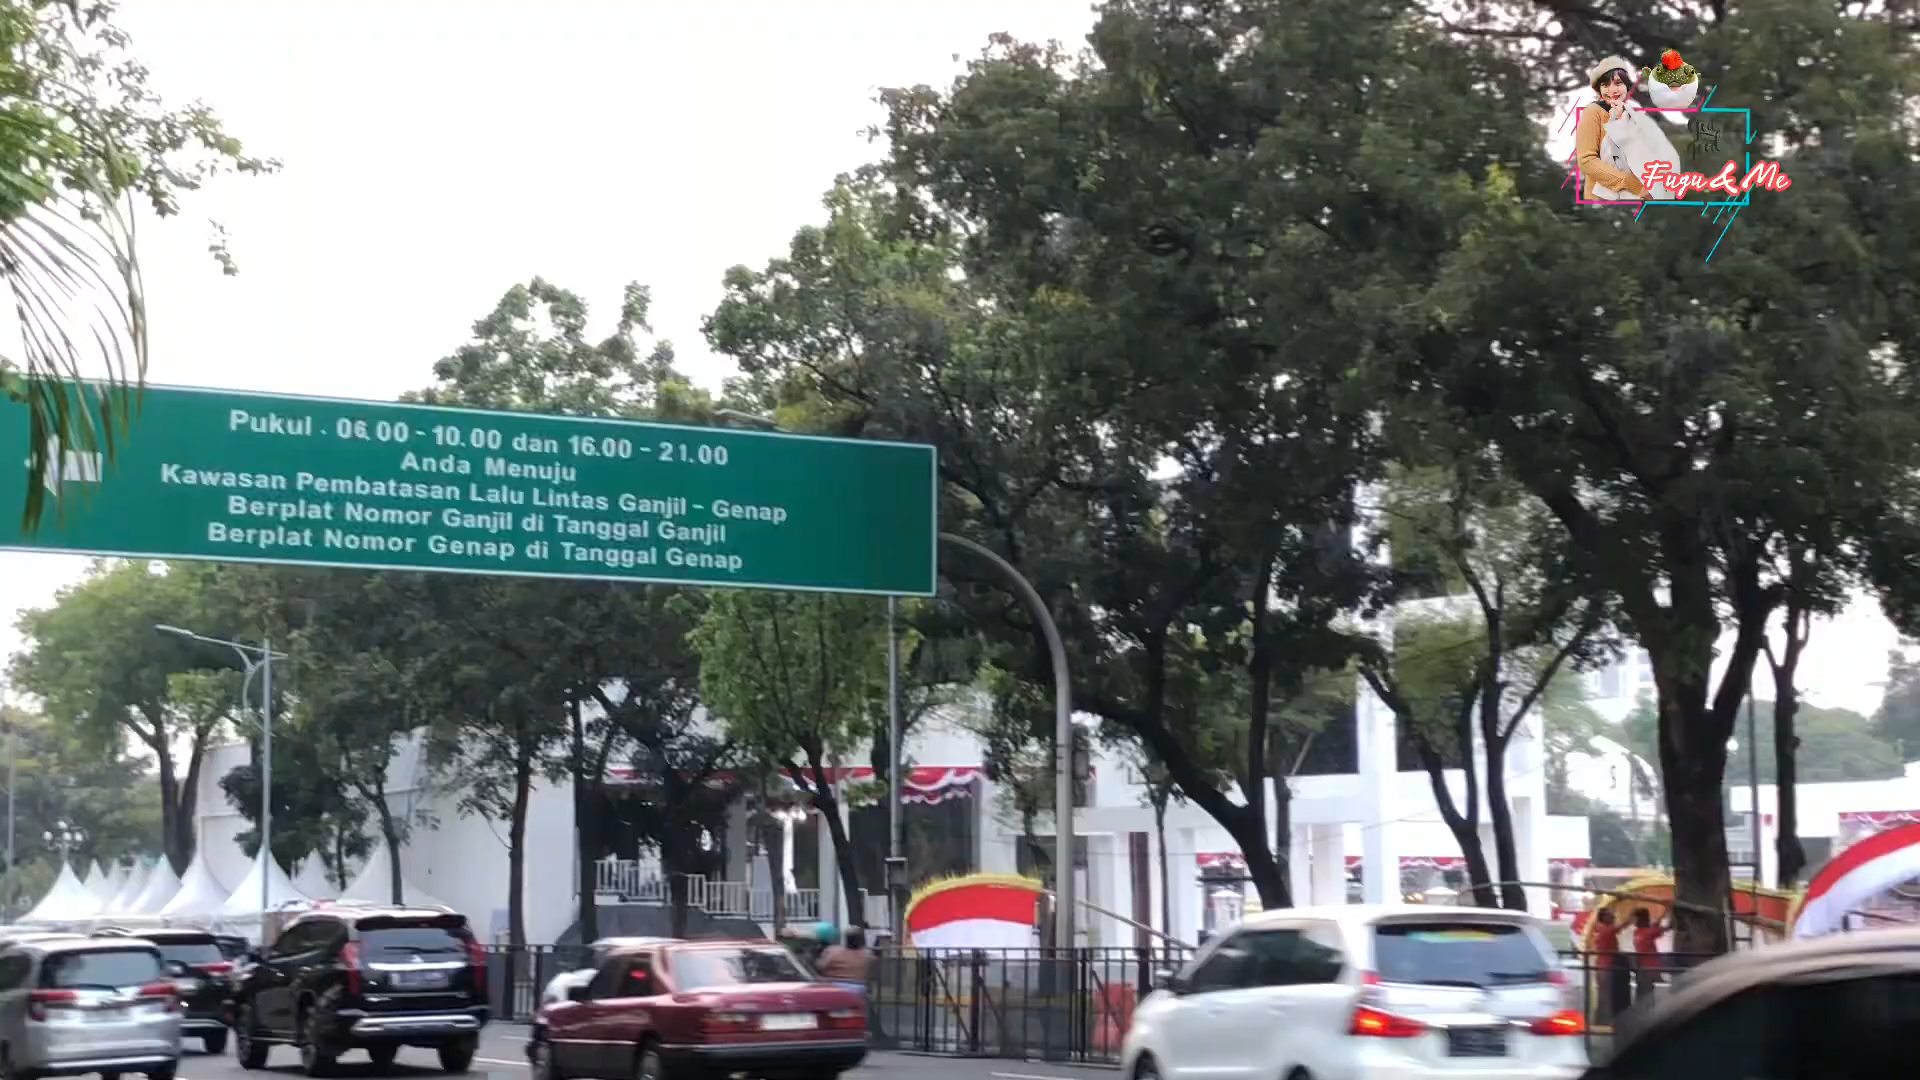 Pukul . 06.00 - 10.00 dan 16.00 - 21.00
Anda Menuju
Kawasan Pembatasan Lalu Lintas Ganjil - Genap
Berplat Nomor Ganjil di Tanggal Ganjil
Berplat Nomor Genap di Tanggal Genap
Fugu & Me